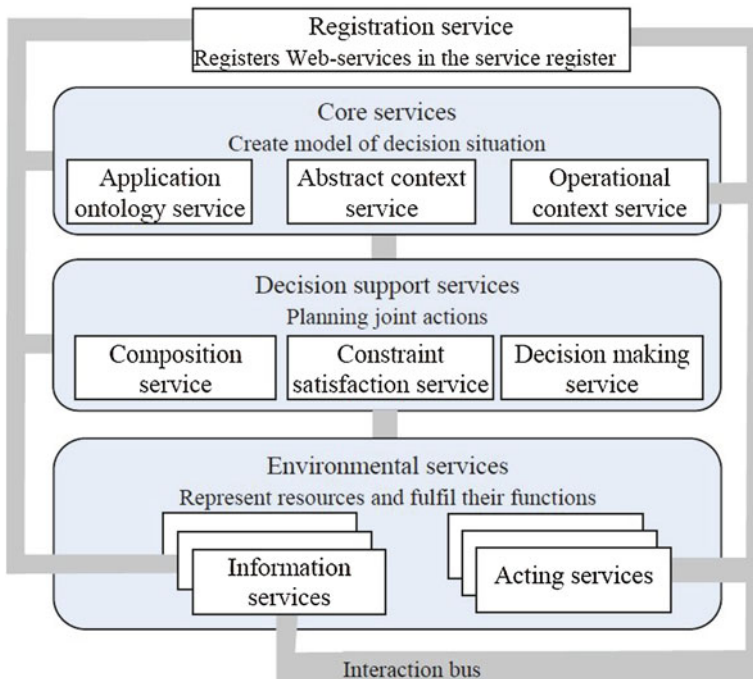 Registration service
Registers Web-services in the service register
Core services
Create model of decision situation
Application
ontology service
Abstract context
service
Operational
context service
Decision support services
Planning joint actions
Composition
service
Constraint
satisfaction service
Decision making
service
Environmental services
Represent resources and fulfil their functions
Information
services
Acting services
Interaction bus